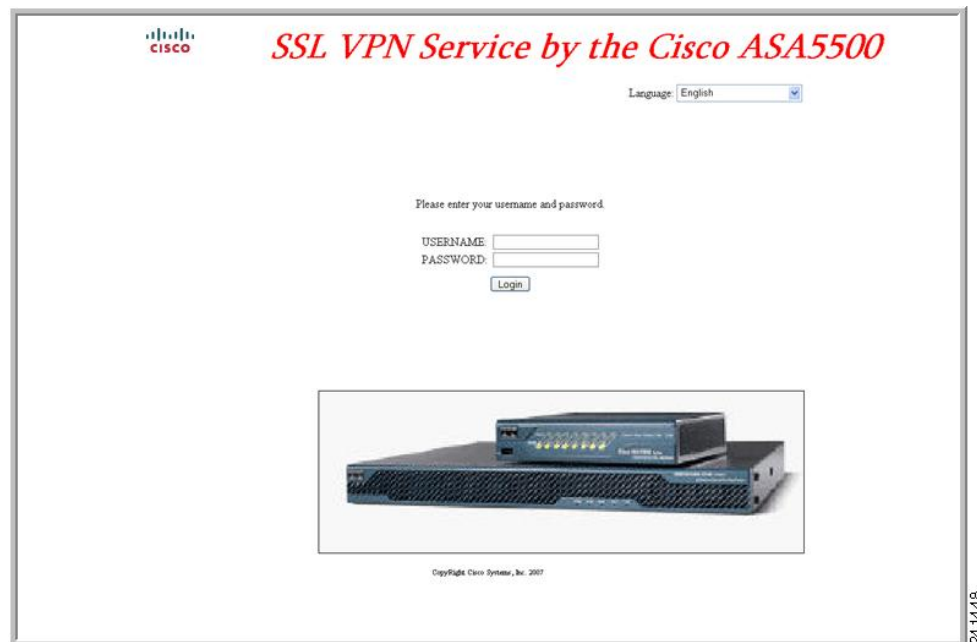 CISCO
SSL VPN Service by the Cisco ASA5500
Language: English
Please enter your username and password.
USERNAME:
PASSWORD:
Login
CopyRight Cisco Systems, Inc. 2007